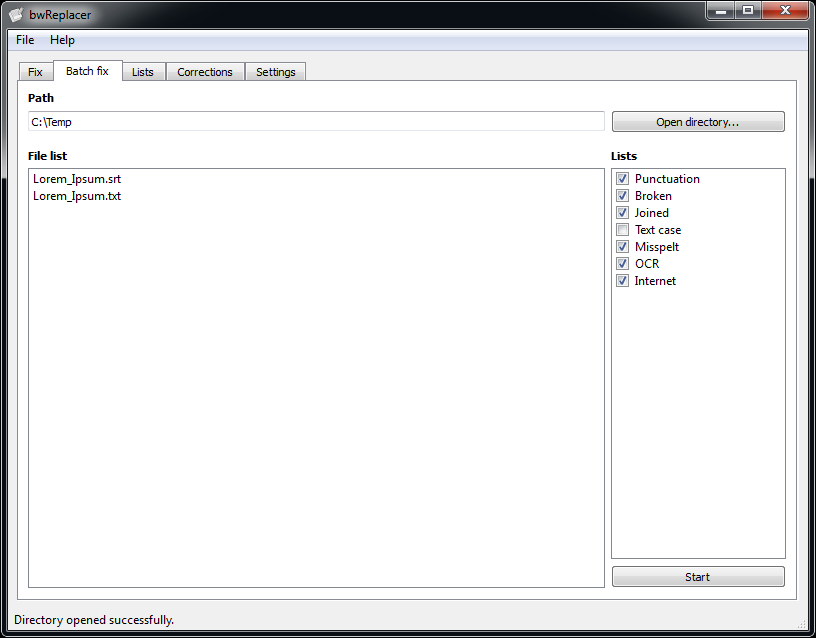 bwReplacer
File Help
Fix Batch fix Lists Corrections Settings
Path
C:\Temp Open directory...
File list
Lorem_Ipsum.srt
Lorem_Ipsum.txt
Lists
Punctuation
Broken
Joined
Text case
Misspelt
OCR
Internet
Start
Directory opened successfully.